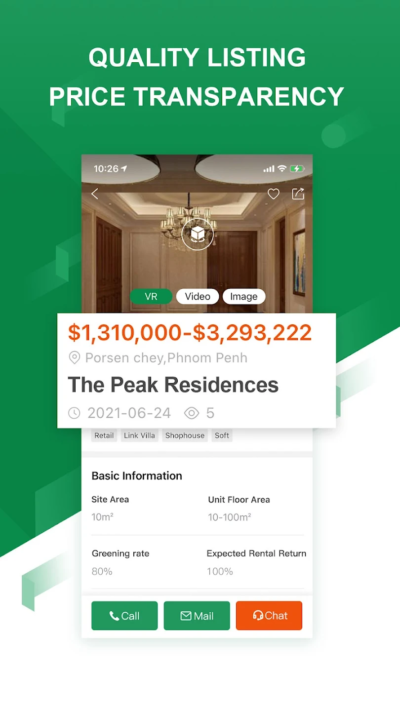 QUALITY LISTING
PRICE TRANSPARENCY
10:26
VR Video Image
$1,310,000-$3,293,222
Porsen chey,Phnom Penh
The Peak Residences
2021-06-24 5
Retail Link Villa Shophouse Soft
Basic Information
Site Area Unit Floor Area
10m² 10-100m²
Greening rate Expected Rental Return
80% 100%
Call Mail Chat